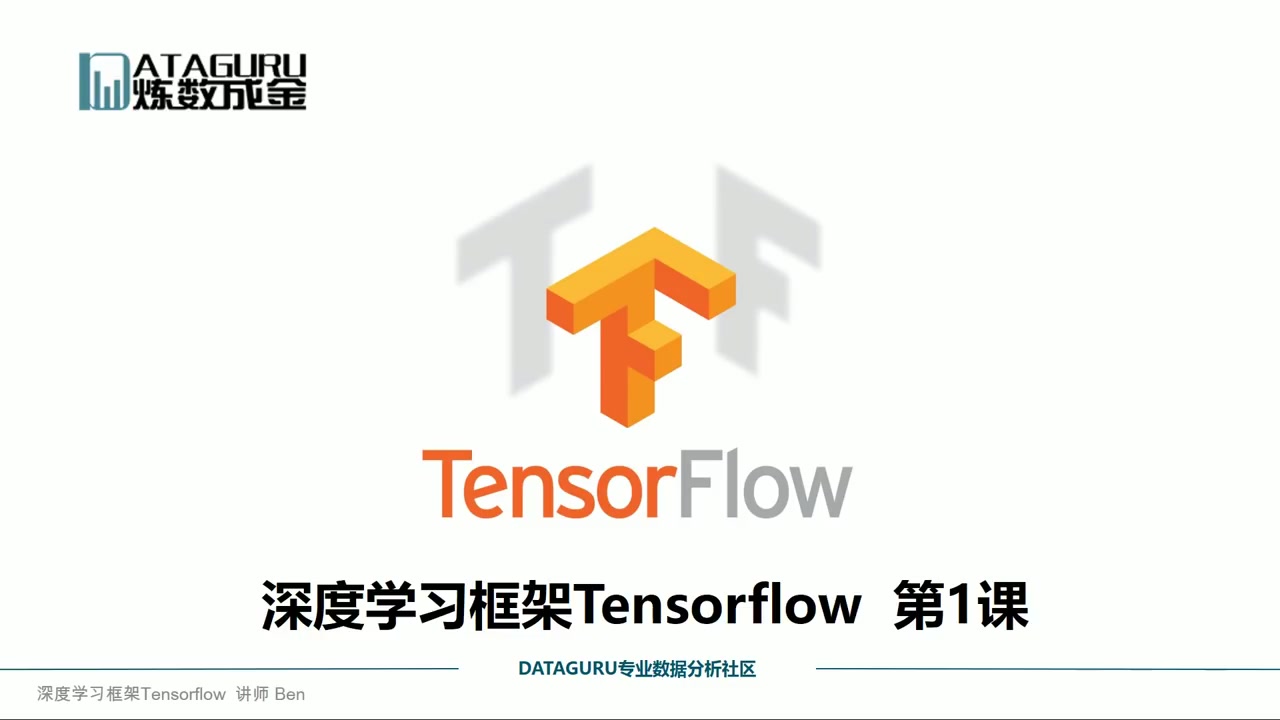 DATAGURU
炼数成金
TensorFlow
深度学习框架Tensorflow 第1课
DATAGURU专业数据分析社区
深度学习框架Tensorflow 讲师 Ben